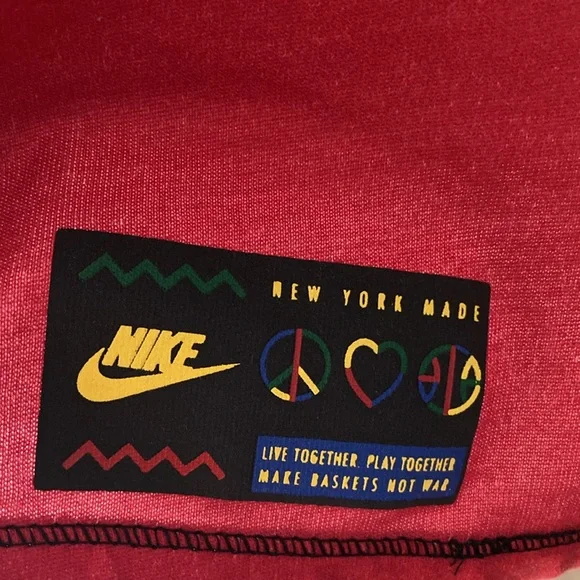 NEW YORK MADE
NIKE
LIVE TOGETHER. PLAY TOGETHER
MAKE BASKETS NOT WAR.